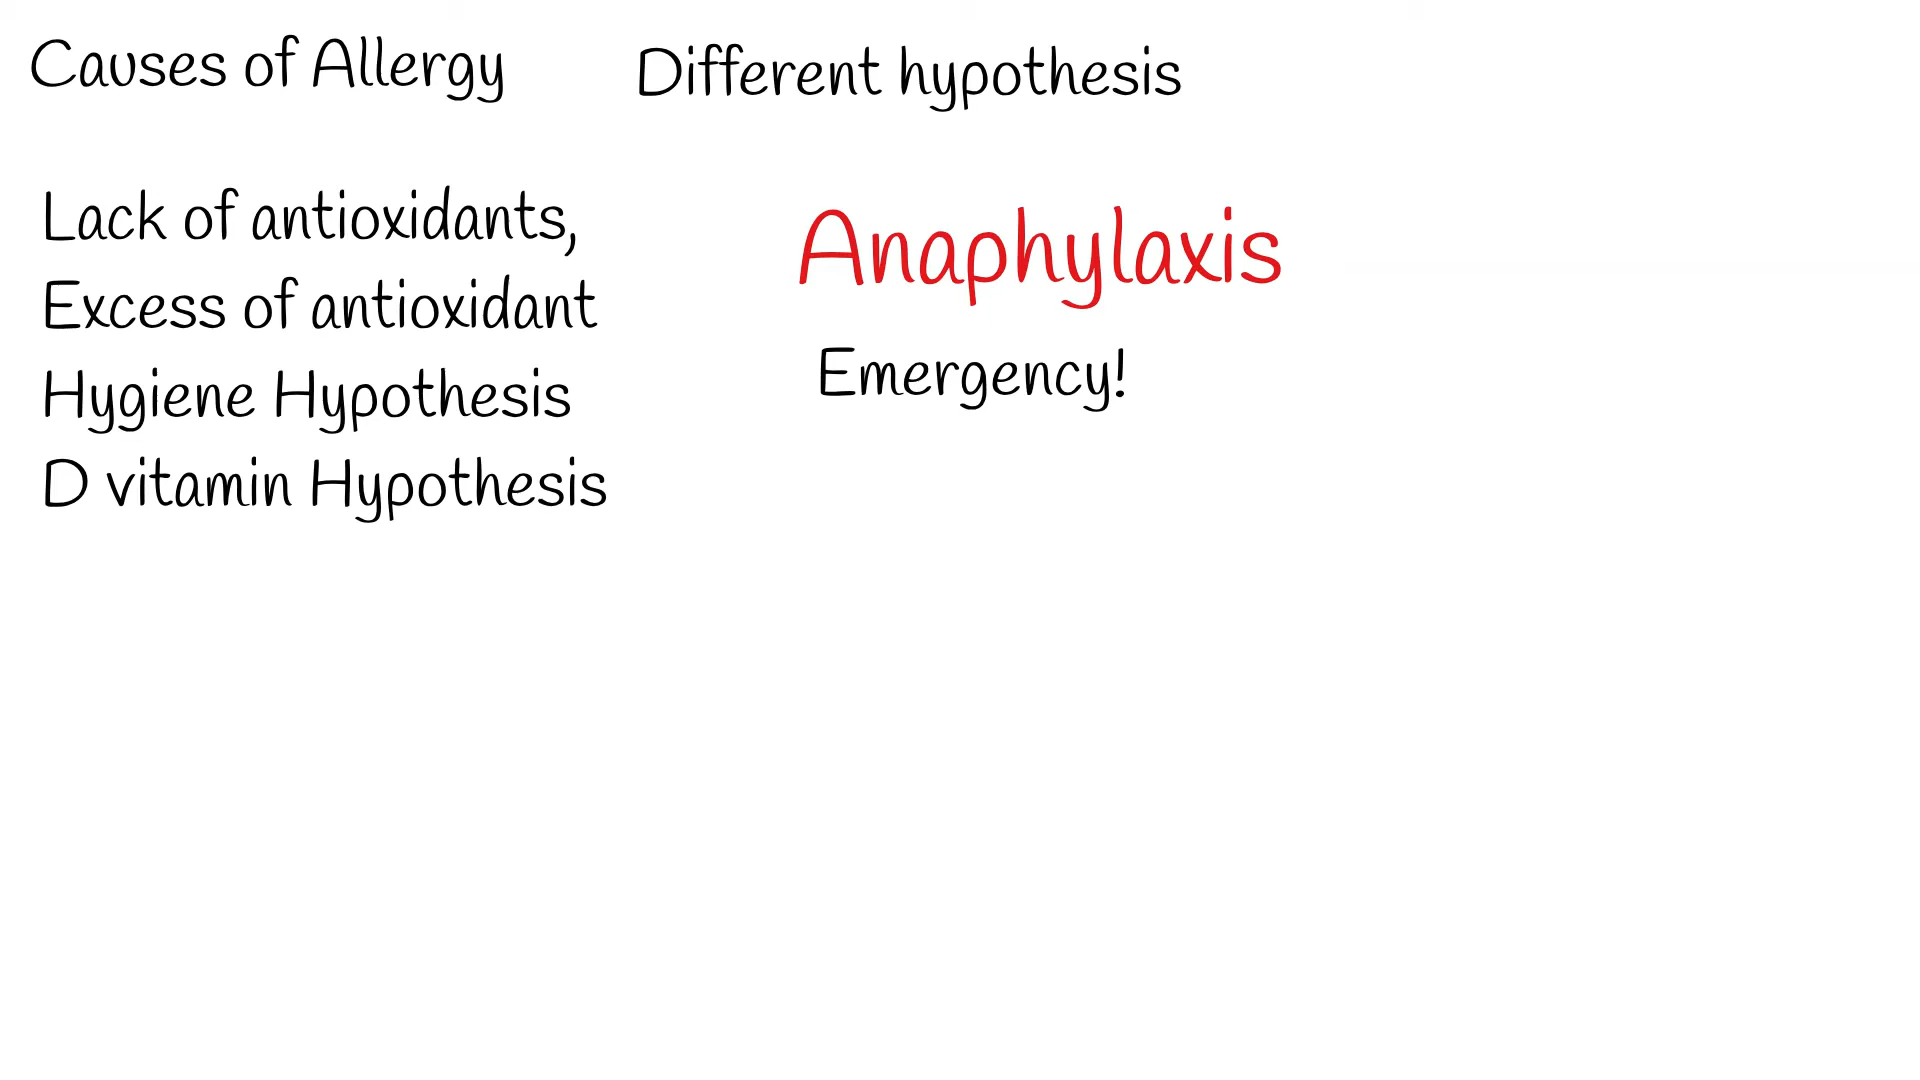 Causes of Allergy
Different hypothesis
Lack of antioxidants,
Excess of antioxidant
Hygiene Hypothesis
D vitamin Hypothesis
Anaphylaxis
Emergency!